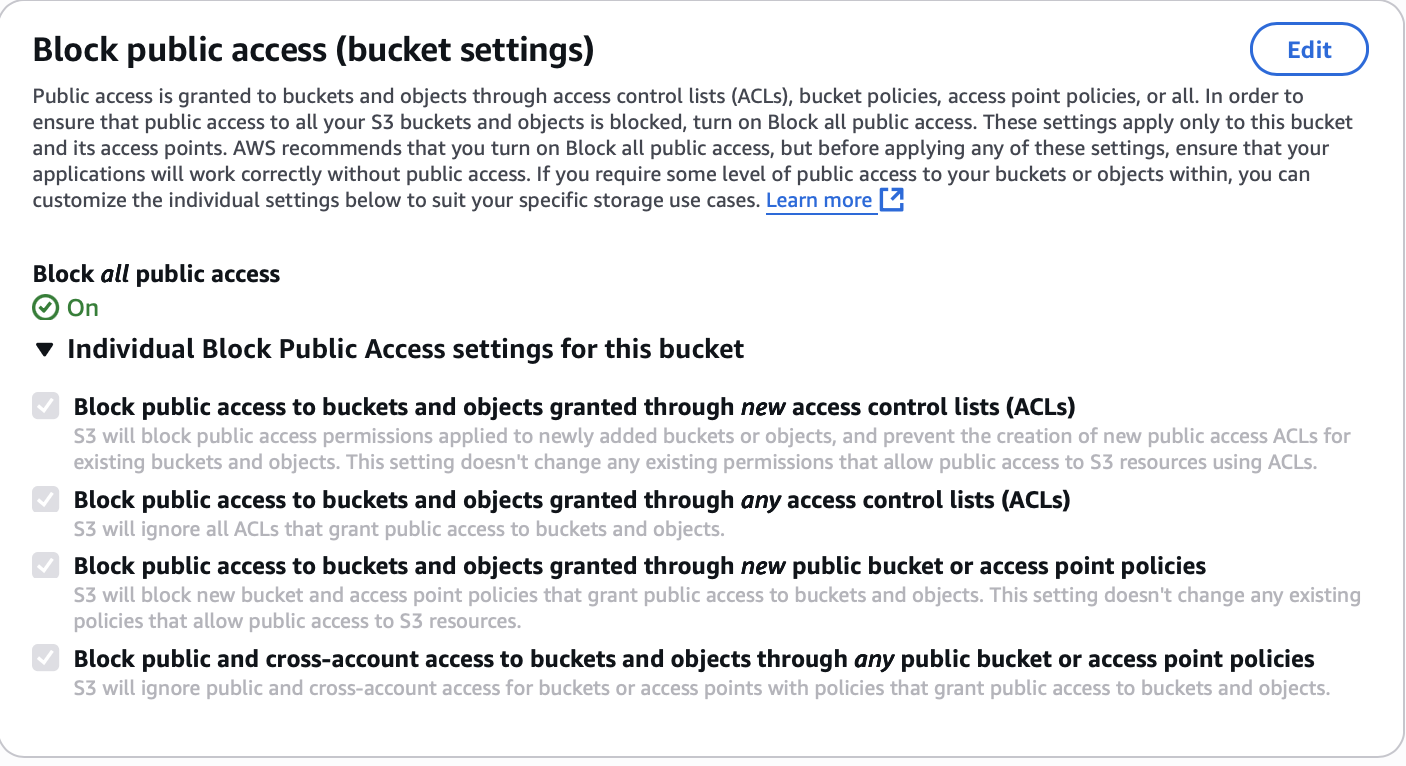 Block public access (bucket settings)
Edit
Public access is granted to buckets and objects through access control lists (ACLs), bucket policies, access point policies, or all. In order to
ensure that public access to all your S3 buckets and objects is blocked, turn on Block all public access. These settings apply only to this bucket
and its access points. AWS recommends that you turn on Block all public access, but before applying any of these settings, ensure that your
applications will work correctly without public access. If you require some level of public access to your buckets or objects within, you can
customize the individual settings below to suit your specific storage use cases. Learn more
Block all public access
On
Individual Block Public Access settings for this bucket
Block public access to buckets and objects granted through new access control lists (ACLs)
S3 will block public access permissions applied to newly added buckets or objects, and prevent the creation of new public access ACLs for
existing buckets and objects. This setting doesn't change any existing permissions that allow public access to S3 resources using ACLs.
Block public access to buckets and objects granted through any access control lists (ACLs)
S3 will ignore all ACLs that grant public access to buckets and objects.
Block public access to buckets and objects granted through new public bucket or access point policies
S3 will block new bucket and access point policies that grant public access to buckets and objects. This setting doesn't change any existing
policies that allow public access to S3 resources.
Block public and cross-account access to buckets and objects through any public bucket or access point policies
S3 will ignore public and cross-account access for buckets or access points with policies that grant public access to buckets and objects.